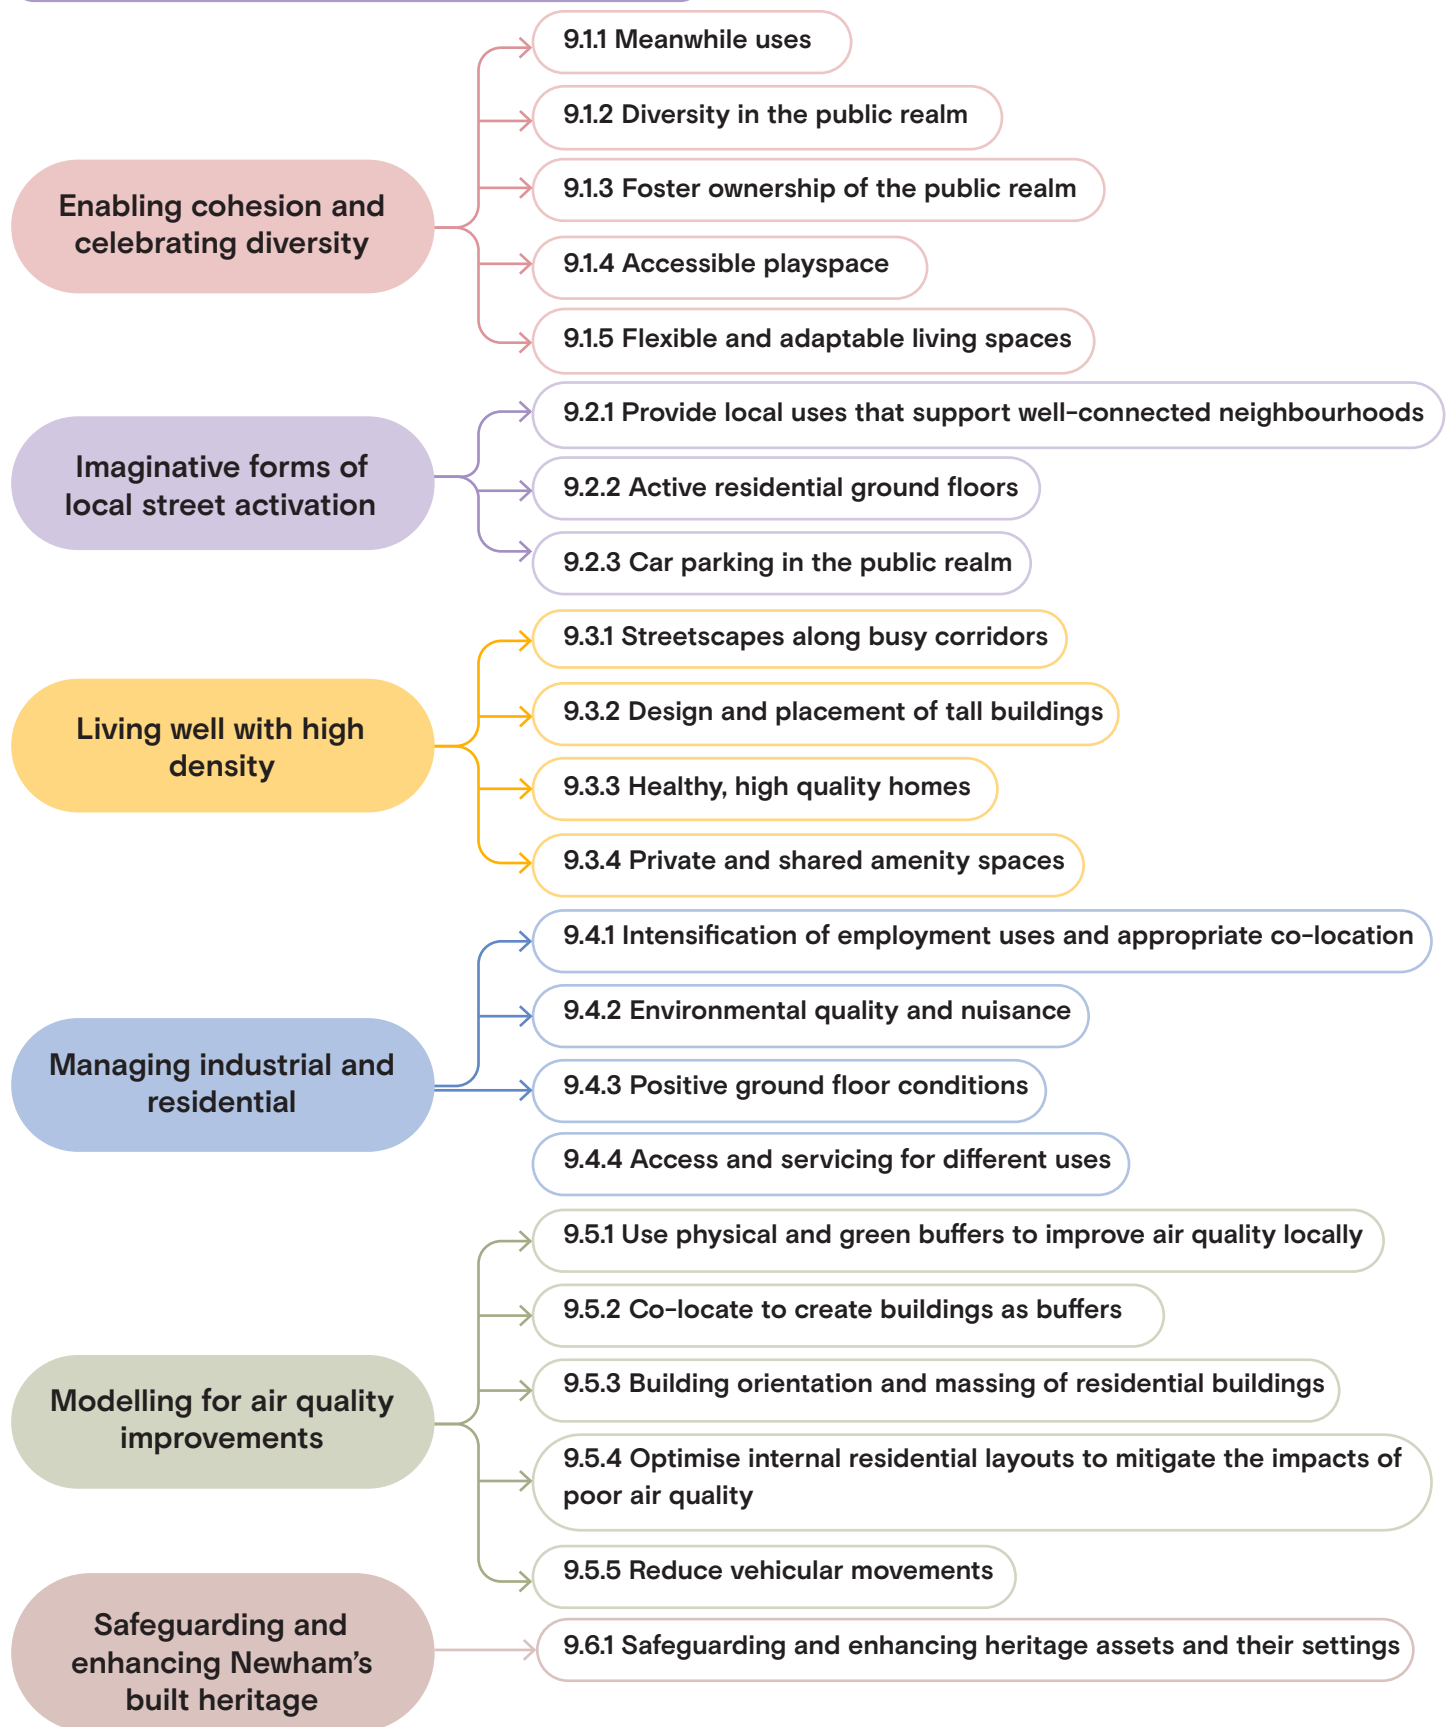 9.1.1 Meanwhile uses
9.1.2 Diversity in the public realm
9.1.3 Foster ownership of the public realm
Enabling cohesion and
celebrating diversity
9.1.4 Accessible playspace
9.1.5 Flexible and adaptable living spaces
9.2.1 Provide local uses that support well-connected neighbourhoods
Imaginative forms of
local street activation
9.2.2 Active residential ground floors
9.2.3 Car parking in the public realm
9.3.1 Streetscapes along busy corridors
9.3.2 Design and placement of tall buildings
Living well with high
density
9.3.3 Healthy, high quality homes
9.3.4 Private and shared amenity spaces
9.4.1 Intensification of employment uses and appropriate co-location
9.4.2 Environmental quality and nuisance
Managing industrial and
residential
9.4.3 Positive ground floor conditions
9.4.4 Access and servicing for different uses
9.5.1 Use physical and green buffers to improve air quality locally
9.5.2 Co-locate to create buildings as buffers
9.5.3 Building orientation and massing of residential buildings
Modelling for air quality
improvements
9.5.4 Optimise internal residential layouts to mitigate the impacts of
poor air quality
9.5.5 Reduce vehicular movements
Safeguarding and
enhancing Newham's
built heritage
9.6.1 Safeguarding and enhancing heritage assets and their settings